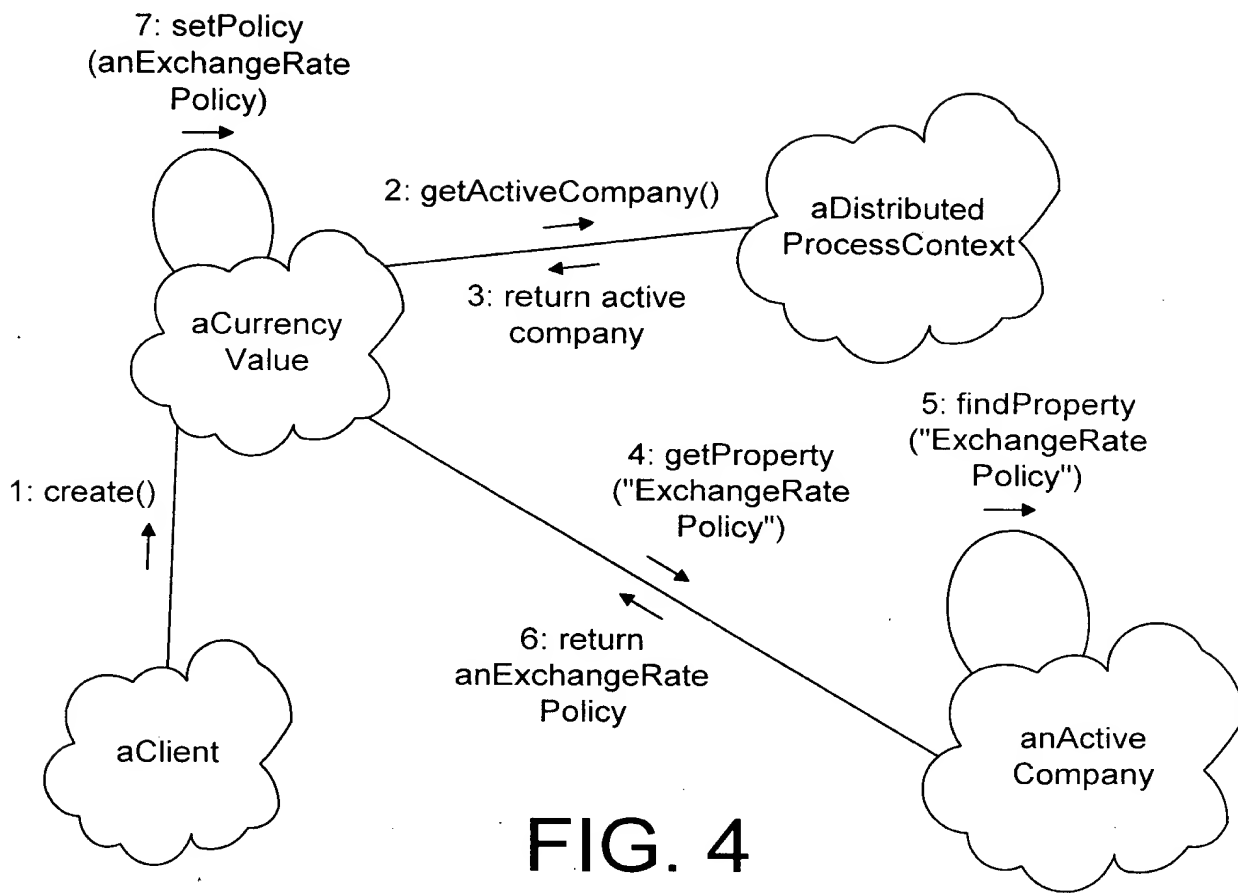 7: setPolicy
(anExchangeRate
Policy)
2: getActiveCompany()
aDistributed
ProcessContext
3: return active
company
aCurrency
Value
5: findProperty
("ExchangeRate
Policy")
4: getProperty
("ExchangeRate
Policy")
1: create()
6: return
anExchangeRate
Policy
aClient
anActive
Company
FIG. 4